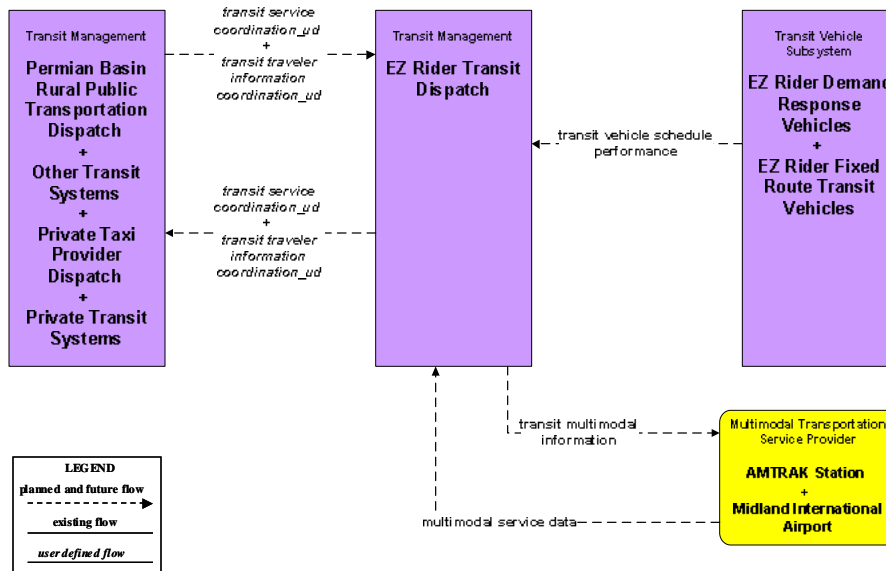 Transit Management
Permian Basin
Rural Public
Transportation
Dispatch
+
Other Transit
Systems
+
Private Taxi
Provider
Dispatch
+
Private Transit
Systems
transit service
coordination_ud
+
transit traveler
information
coordination_ud
transit service
coordination_ud
+
transit traveler
information
coordination_ud
Transit Management
EZ Rider Transit
Dispatch
transit vehicle schedule
performance
Transit Vehicle
Subsystem
EZ Rider Demand
Response
Vehicles
+
EZ Rider Fixed
Route Transit
Vehicles
transit multimodal
information
multimodal service data
Multimodal Transportation
Service Provider
AMTRAK Station
+
Midland International
Airport
LEGEND
planned and future flow
existing flow
user defined flow